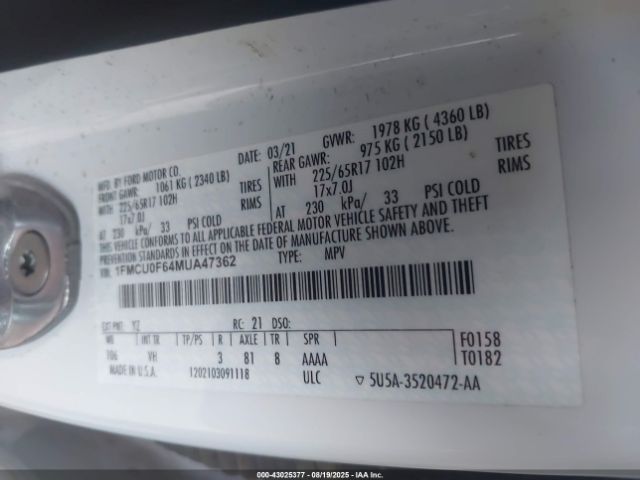 MFD. BY FORD MOTOR CO.
DATE: 03/21
GVWR: 1978 KG ( 4360 LB)
FRONT GAWR: 1061 KG ( 2340 LB)
REAR GAWR: 975 KG ( 2150 LB)
WITH 225/65R17 102H TIRES
WITH 225/65R17 102H TIRES
17x7.0J RIMS
17x7.0J RIMS
AT 230 kPa/ 33 PSI COLD
AT 230 kPa/ 33 PSI COLD
THIS VEHICLE CONFORMS TO ALL APPLICABLE FEDERAL MOTOR VEHICLE SAFETY AND THEFT
PREVENTION STANDARDS IN EFFECT ON THE DATE OF MANUFACTURE SHOWN ABOVE.
VIN: 1FMCU0F64MUA47362
TYPE: MPV
EXT PNT: YZ RC: 21 DSO:
WB INT TR TP/PS R AXLE TR SPR
106 VH 3 81 8 AAAA
F0158
T0182
MADE IN U.S.A. 1202103091118 ULC ▽ 5U5A-3520472-AA
000-43025377 - 08/19/2025 - IAA Inc.